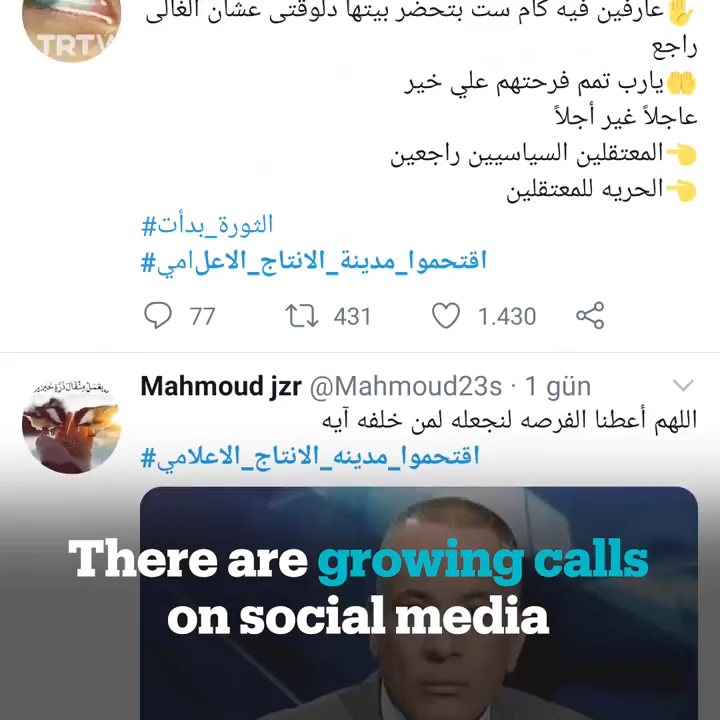 ✋عارفين فيه كام ست بتحضر بيتها دلوقتى عشان الغالى
راجع
🤲يارب تمم فرحتهم علي خير
عاجلاً غير أجلاً
👈المعتقلين السياسيين راجعين
👈الحريه للمعتقلين
#الثورة_بدأت
#اقتحموا_مدينة_الانتاج_الاعلامي
77 431 1.430
Mahmoud jzr @Mahmoud23s · 1 gün
اللهم أعطنا الفرصه لنجعله لمن خلفه آيه
#اقتحموا_مدينه_الانتاج_الاعلامي
There are growing calls
on social media